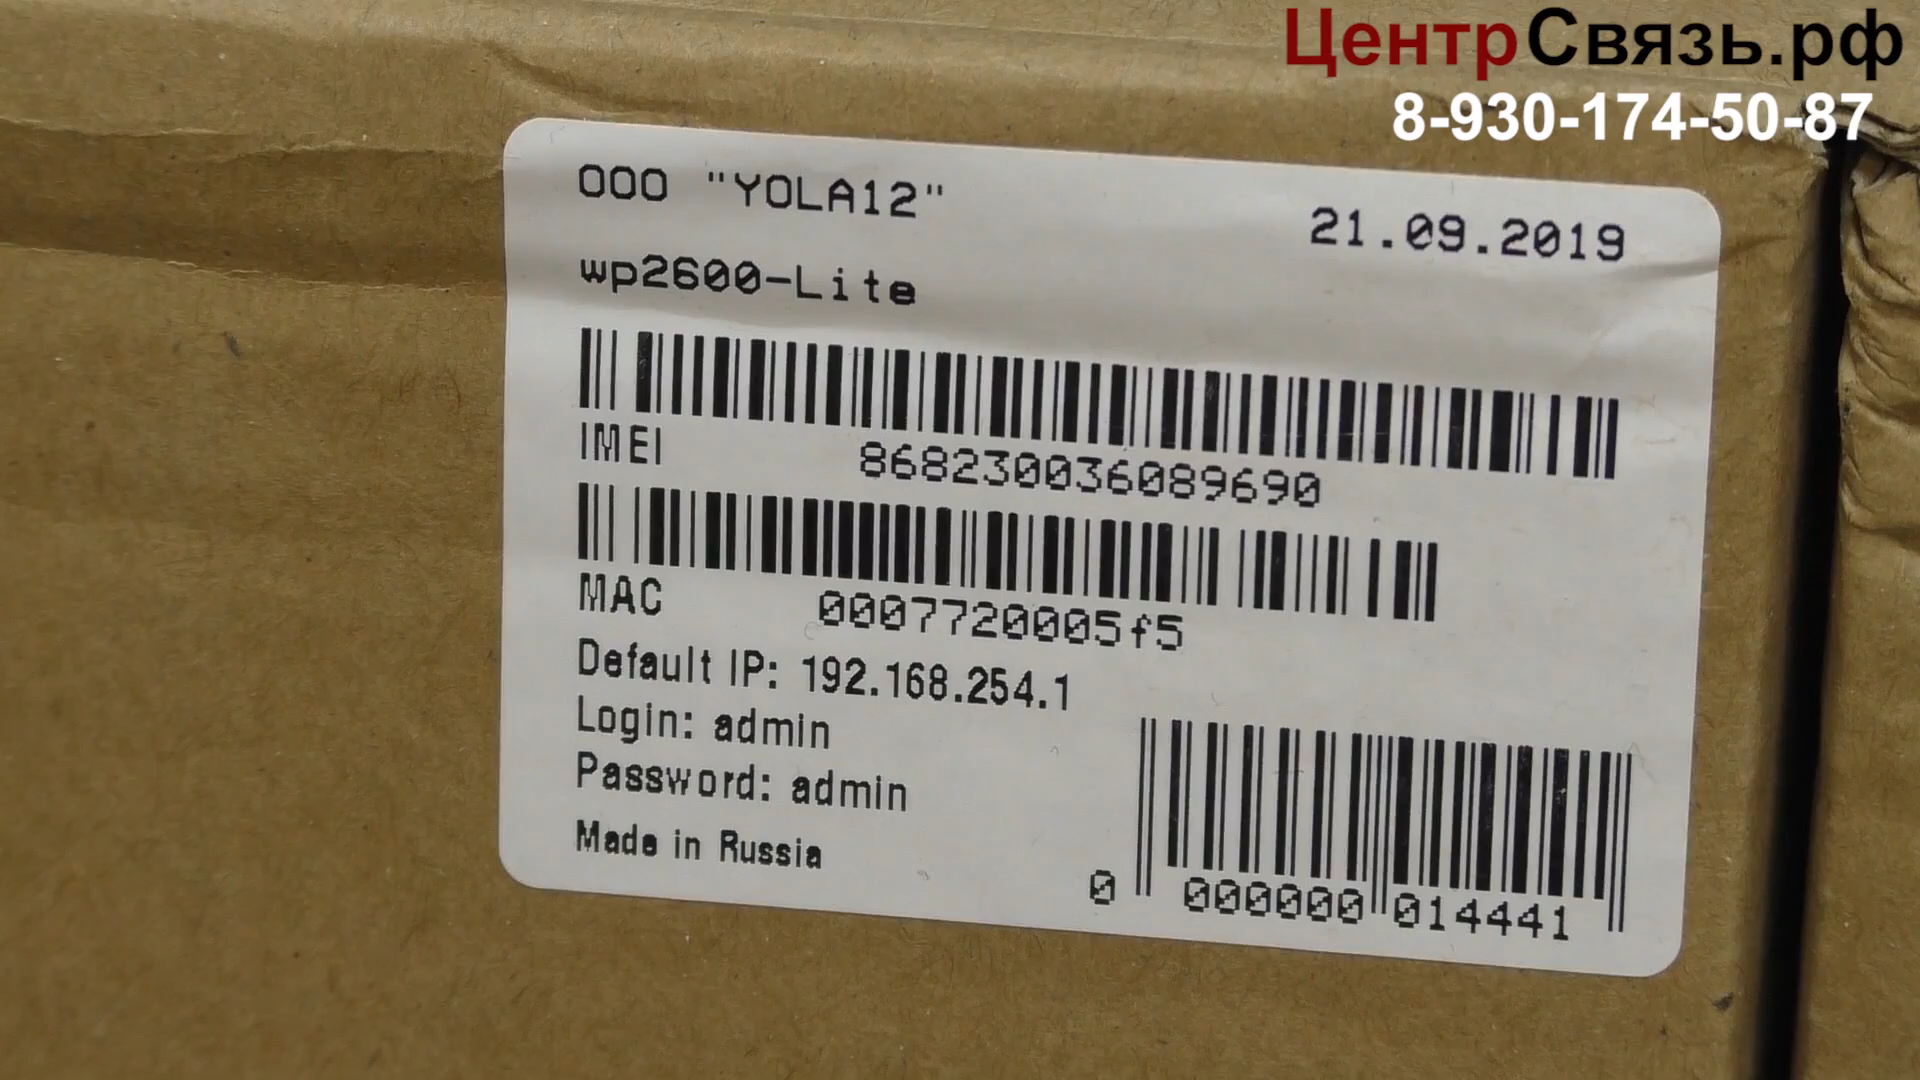 ЦентрСвязь.рф
8-930-174-50-87
ООО "YOLA12"
21.09.2019
wp2600-Lite
IMEI 868230036089690
MAC 0007720005f5
Default IP: 192.168.254.1
Login: admin
Password: admin
Made in Russia
0 000000 014441